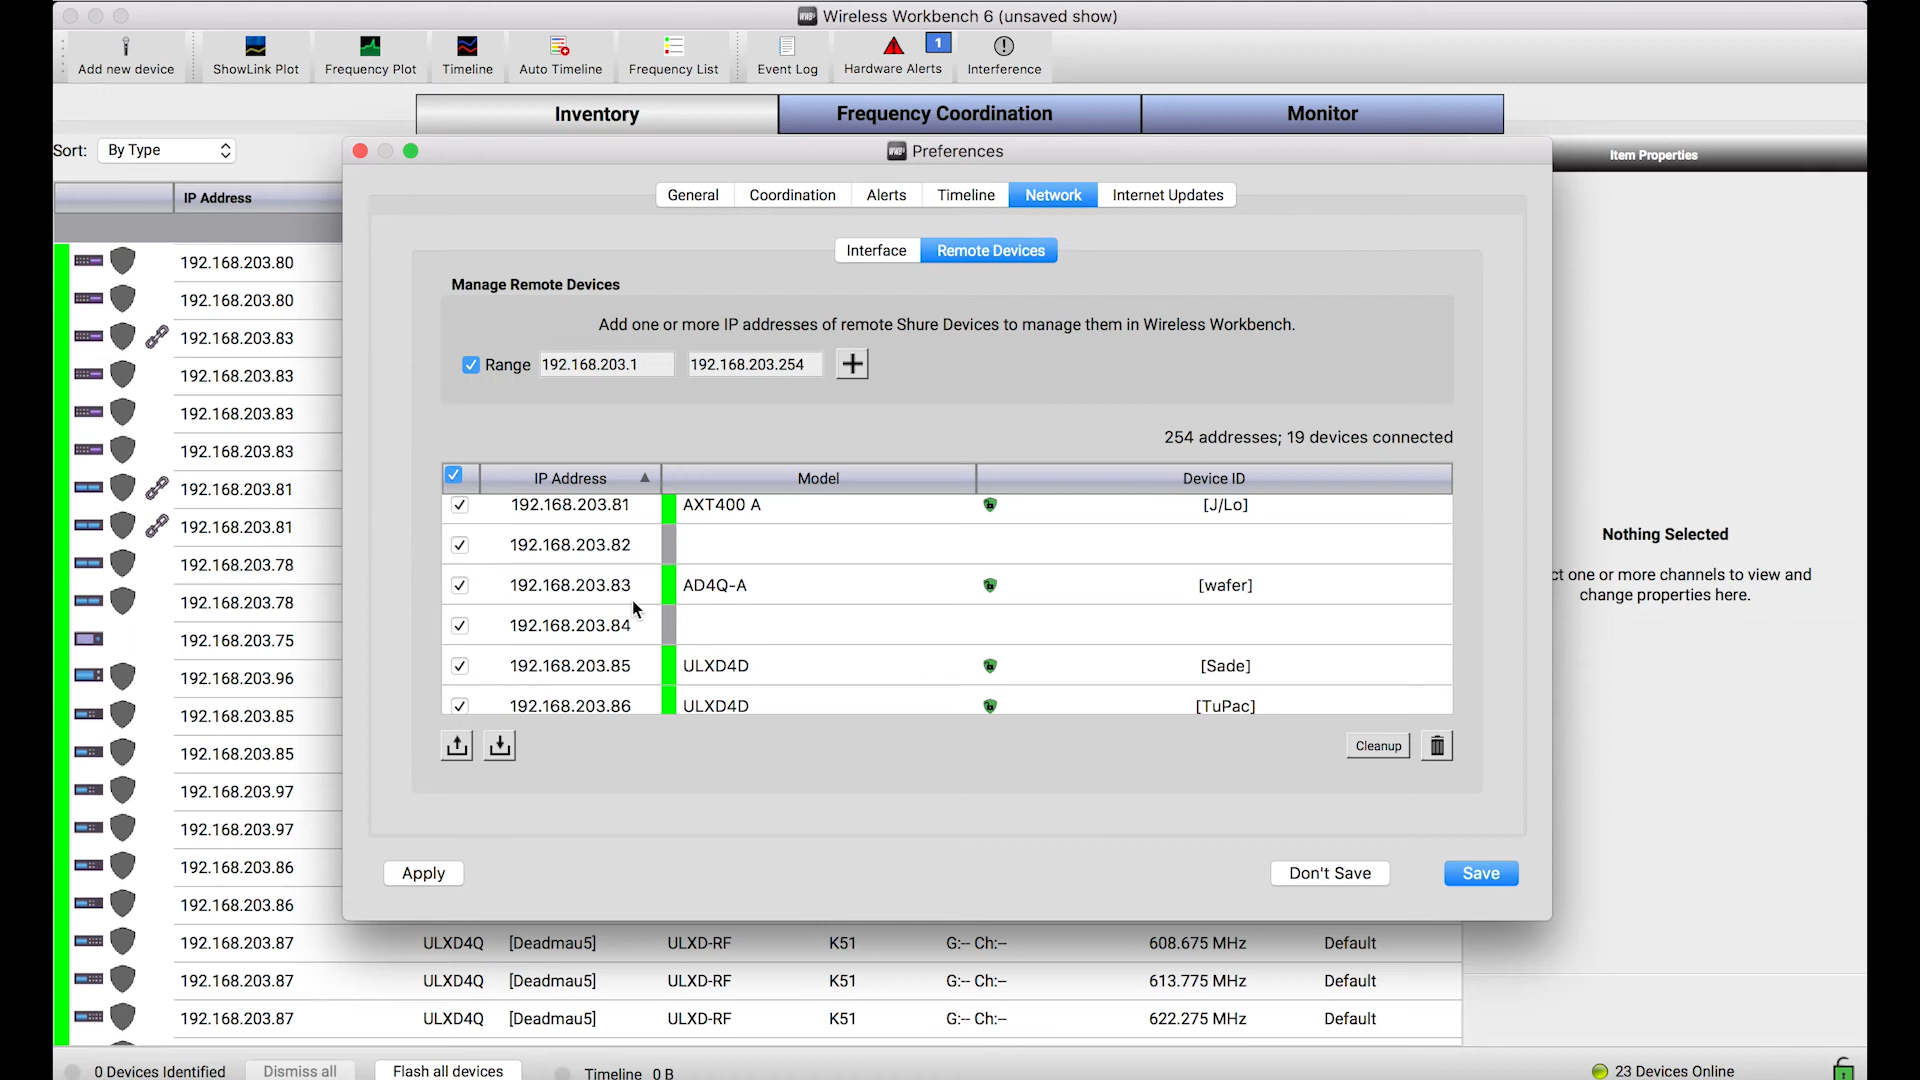 Wireless Workbench 6 (unsaved show)
Add new device
ShowLink Plot
Frequency Plot
Timeline
Auto Timeline
Frequency List
Event Log
Hardware Alerts
1
Interference
Inventory
Frequency Coordination
Monitor
Sort: By Type
Preferences
Item Properties
IP Address
General
Coordination
Alerts
Timeline
Network
Internet Updates
Interface
Remote Devices
Manage Remote Devices
Add one or more IP addresses of remote Shure Devices to manage them in Wireless Workbench.
Range 192.168.203.1 192.168.203.254 +
254 addresses; 19 devices connected
IP Address Model Device ID
192.168.203.81 AXT400 A [J/Lo]
192.168.203.82
192.168.203.83 AD4Q-A [wafer]
192.168.203.84
192.168.203.85 ULXD4D [Sade]
192.168.203.86 ULXD4D [TuPac]
Cleanup
Apply
Don't Save
Save
Nothing Selected
ct one or more channels to view and
change properties here.
192.168.203.80
192.168.203.80
192.168.203.83
192.168.203.83
192.168.203.83
192.168.203.83
192.168.203.81
192.168.203.81
192.168.203.78
192.168.203.78
192.168.203.75
192.168.203.96
192.168.203.85
192.168.203.85
192.168.203.97
192.168.203.97
192.168.203.86
192.168.203.86
192.168.203.87 ULXD4Q [Deadmau5] ULXD-RF K51 G:-- Ch:-- 608.675 MHz Default
192.168.203.87 ULXD4Q [Deadmau5] ULXD-RF K51 G:-- Ch:-- 613.775 MHz Default
192.168.203.87 ULXD4Q [Deadmau5] ULXD-RF K51 G:-- Ch:-- 622.275 MHz Default
0 Devices Identified
Dismiss all
Flash all devices
Timeline 0 B
23 Devices Online